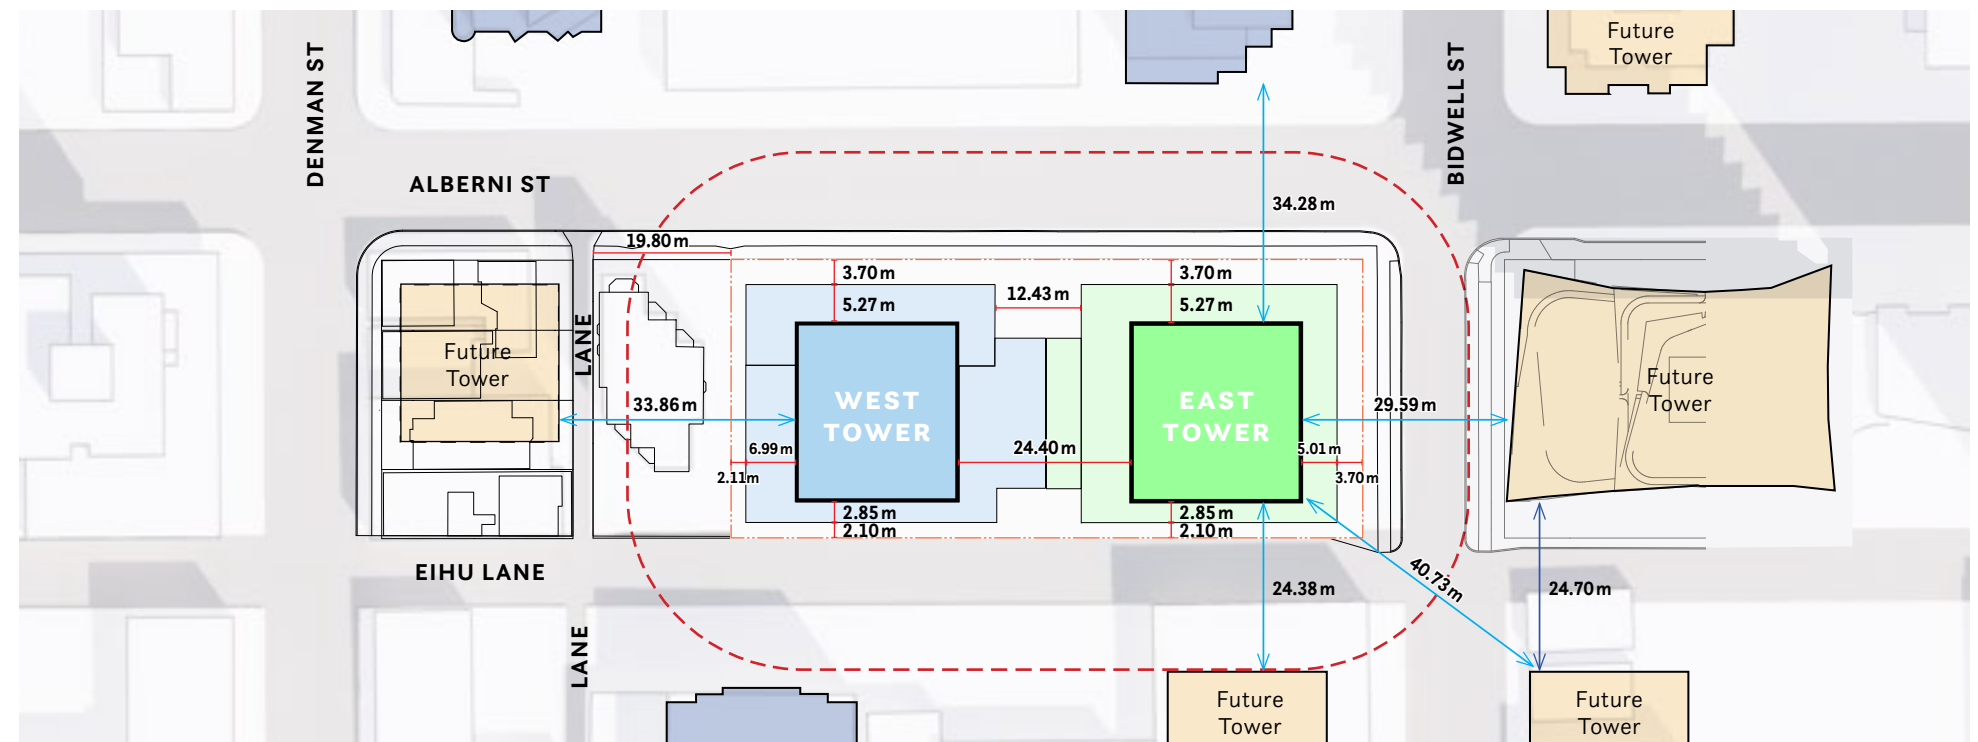 Future
Tower
DENMAN ST
BIDWELL ST
ALBERNI ST
34.28 m
19.80 m
3.70 m
3.70 m
12.43 m
5.27 m
5.27 m
LANE
Future
Tower
33.86 m
WEST
TOWER
EAST
TOWER
29.59 m
Future
Tower
6.99 m
24.40 m
5.01 m
2.11 m
3.70 m
2.85 m
2.85 m
2.10 m
2.10 m
EIHU LANE
24.38 m
40.73 m
24.70 m
LANE
Future
Tower
Future
Tower